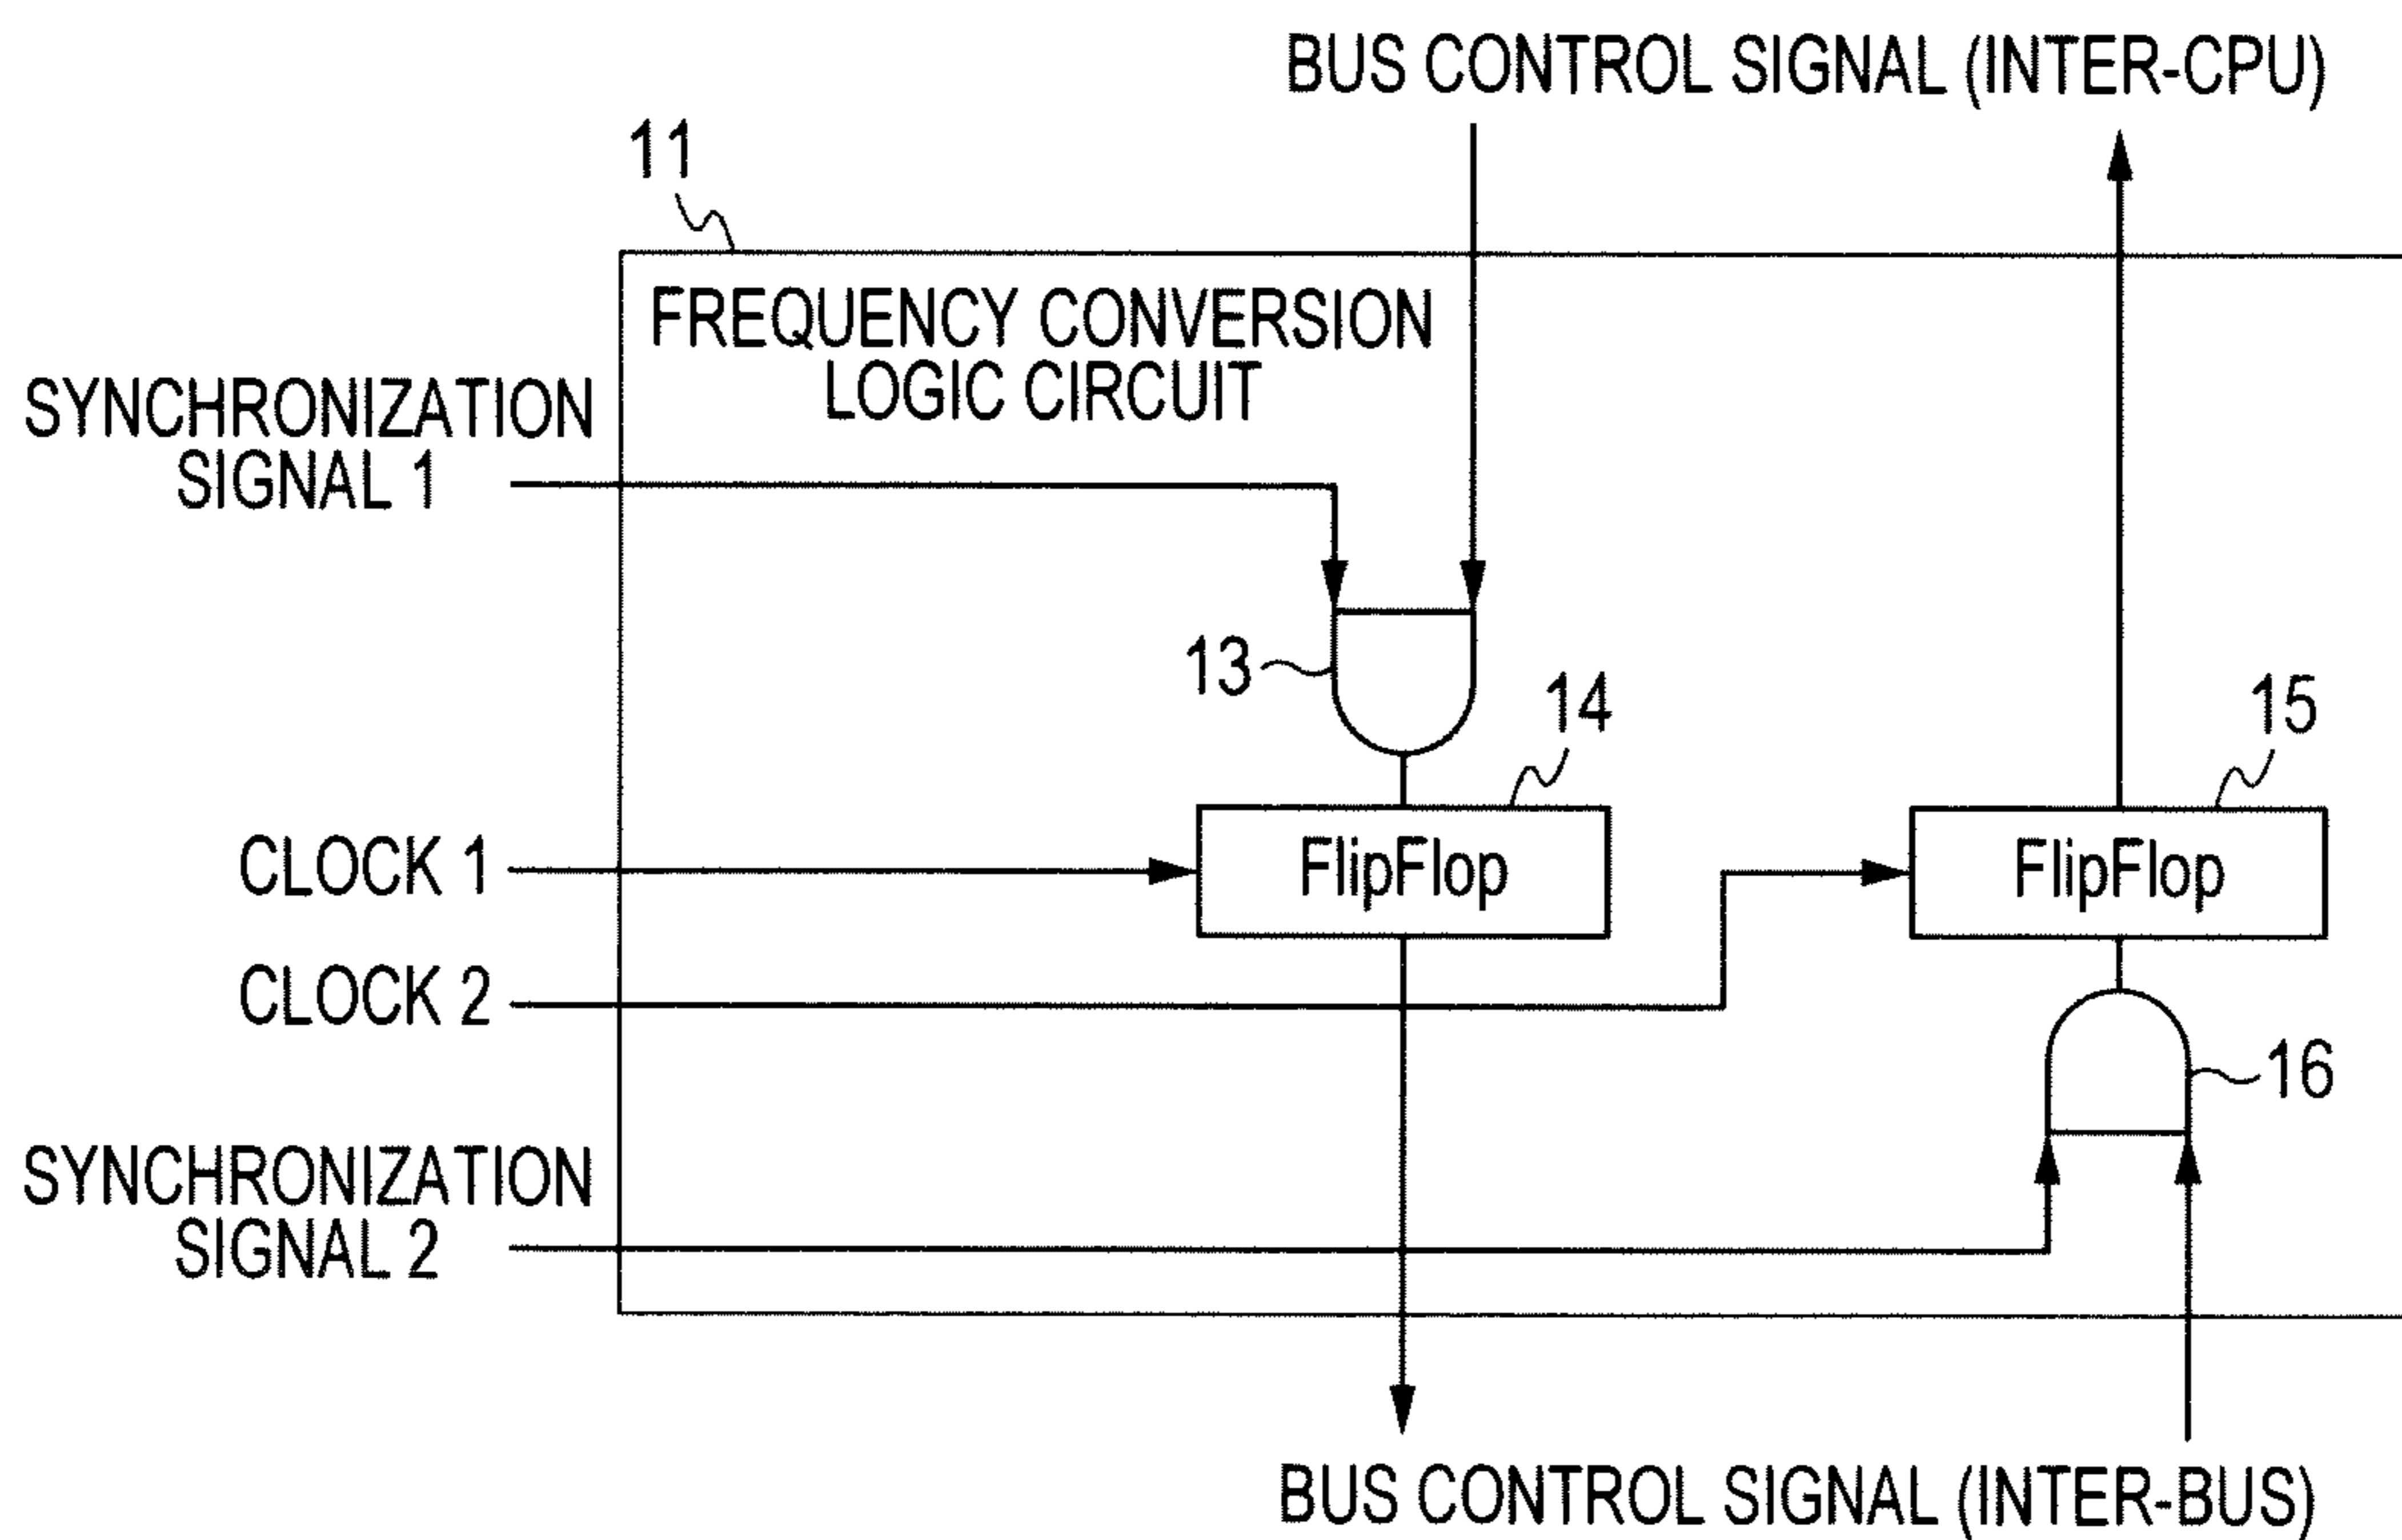 BUS CONTROL SIGNAL (INTER-CPU)
11
FREQUENCY CONVERSION
LOGIC CIRCUIT
SYNCHRONIZATION
SIGNAL 1
13
14
15
CLOCK 1
FlipFlop
FlipFlop
CLOCK 2
16
SYNCHRONIZATION
SIGNAL 2
BUS CONTROL SIGNAL (INTER-BUS)